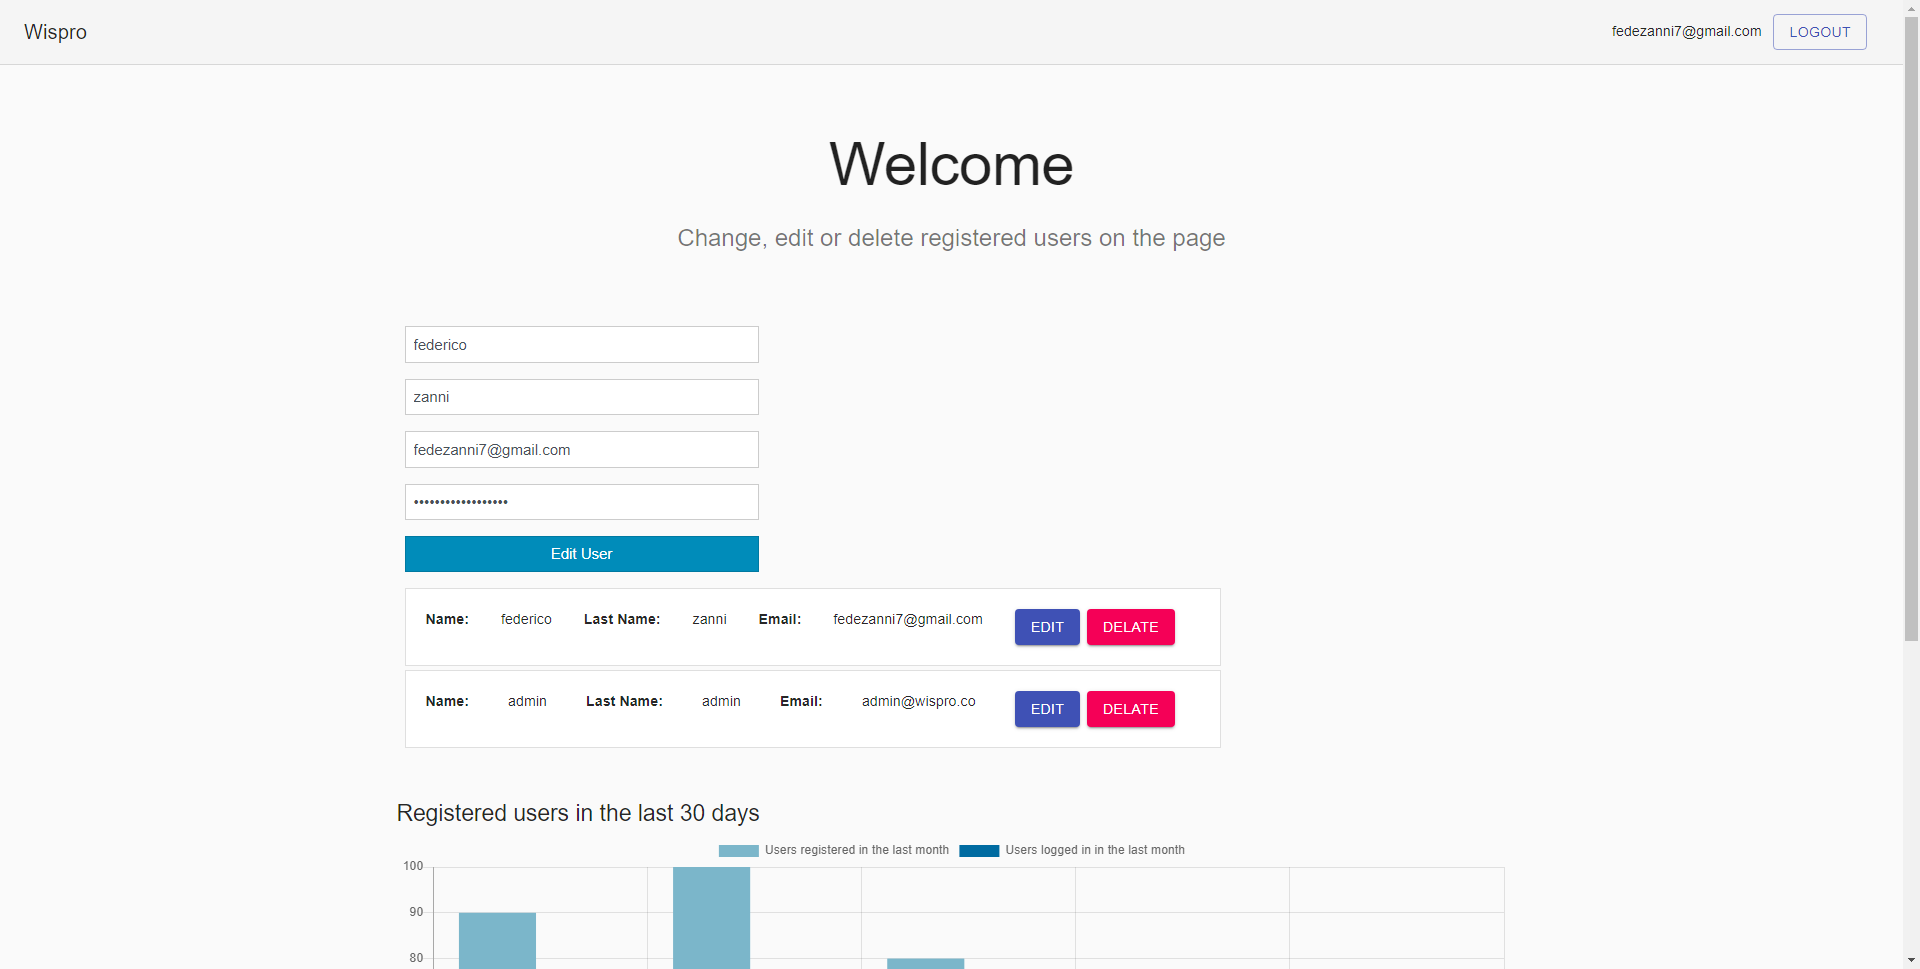 Wispro
fedezanni7@gmail.com LOGOUT
Welcome
Change, edit or delete registered users on the page
federico
zanni
fedezanni7@gmail.com
••••••••••••••••••
Edit User
Name: federico Last Name: zanni Email: fedezanni7@gmail.com EDIT DELATE
Name: admin Last Name: admin Email: admin@wispro.co EDIT DELATE
Registered users in the last 30 days
Users registered in the last month Users logged in in the last month
100
90
80